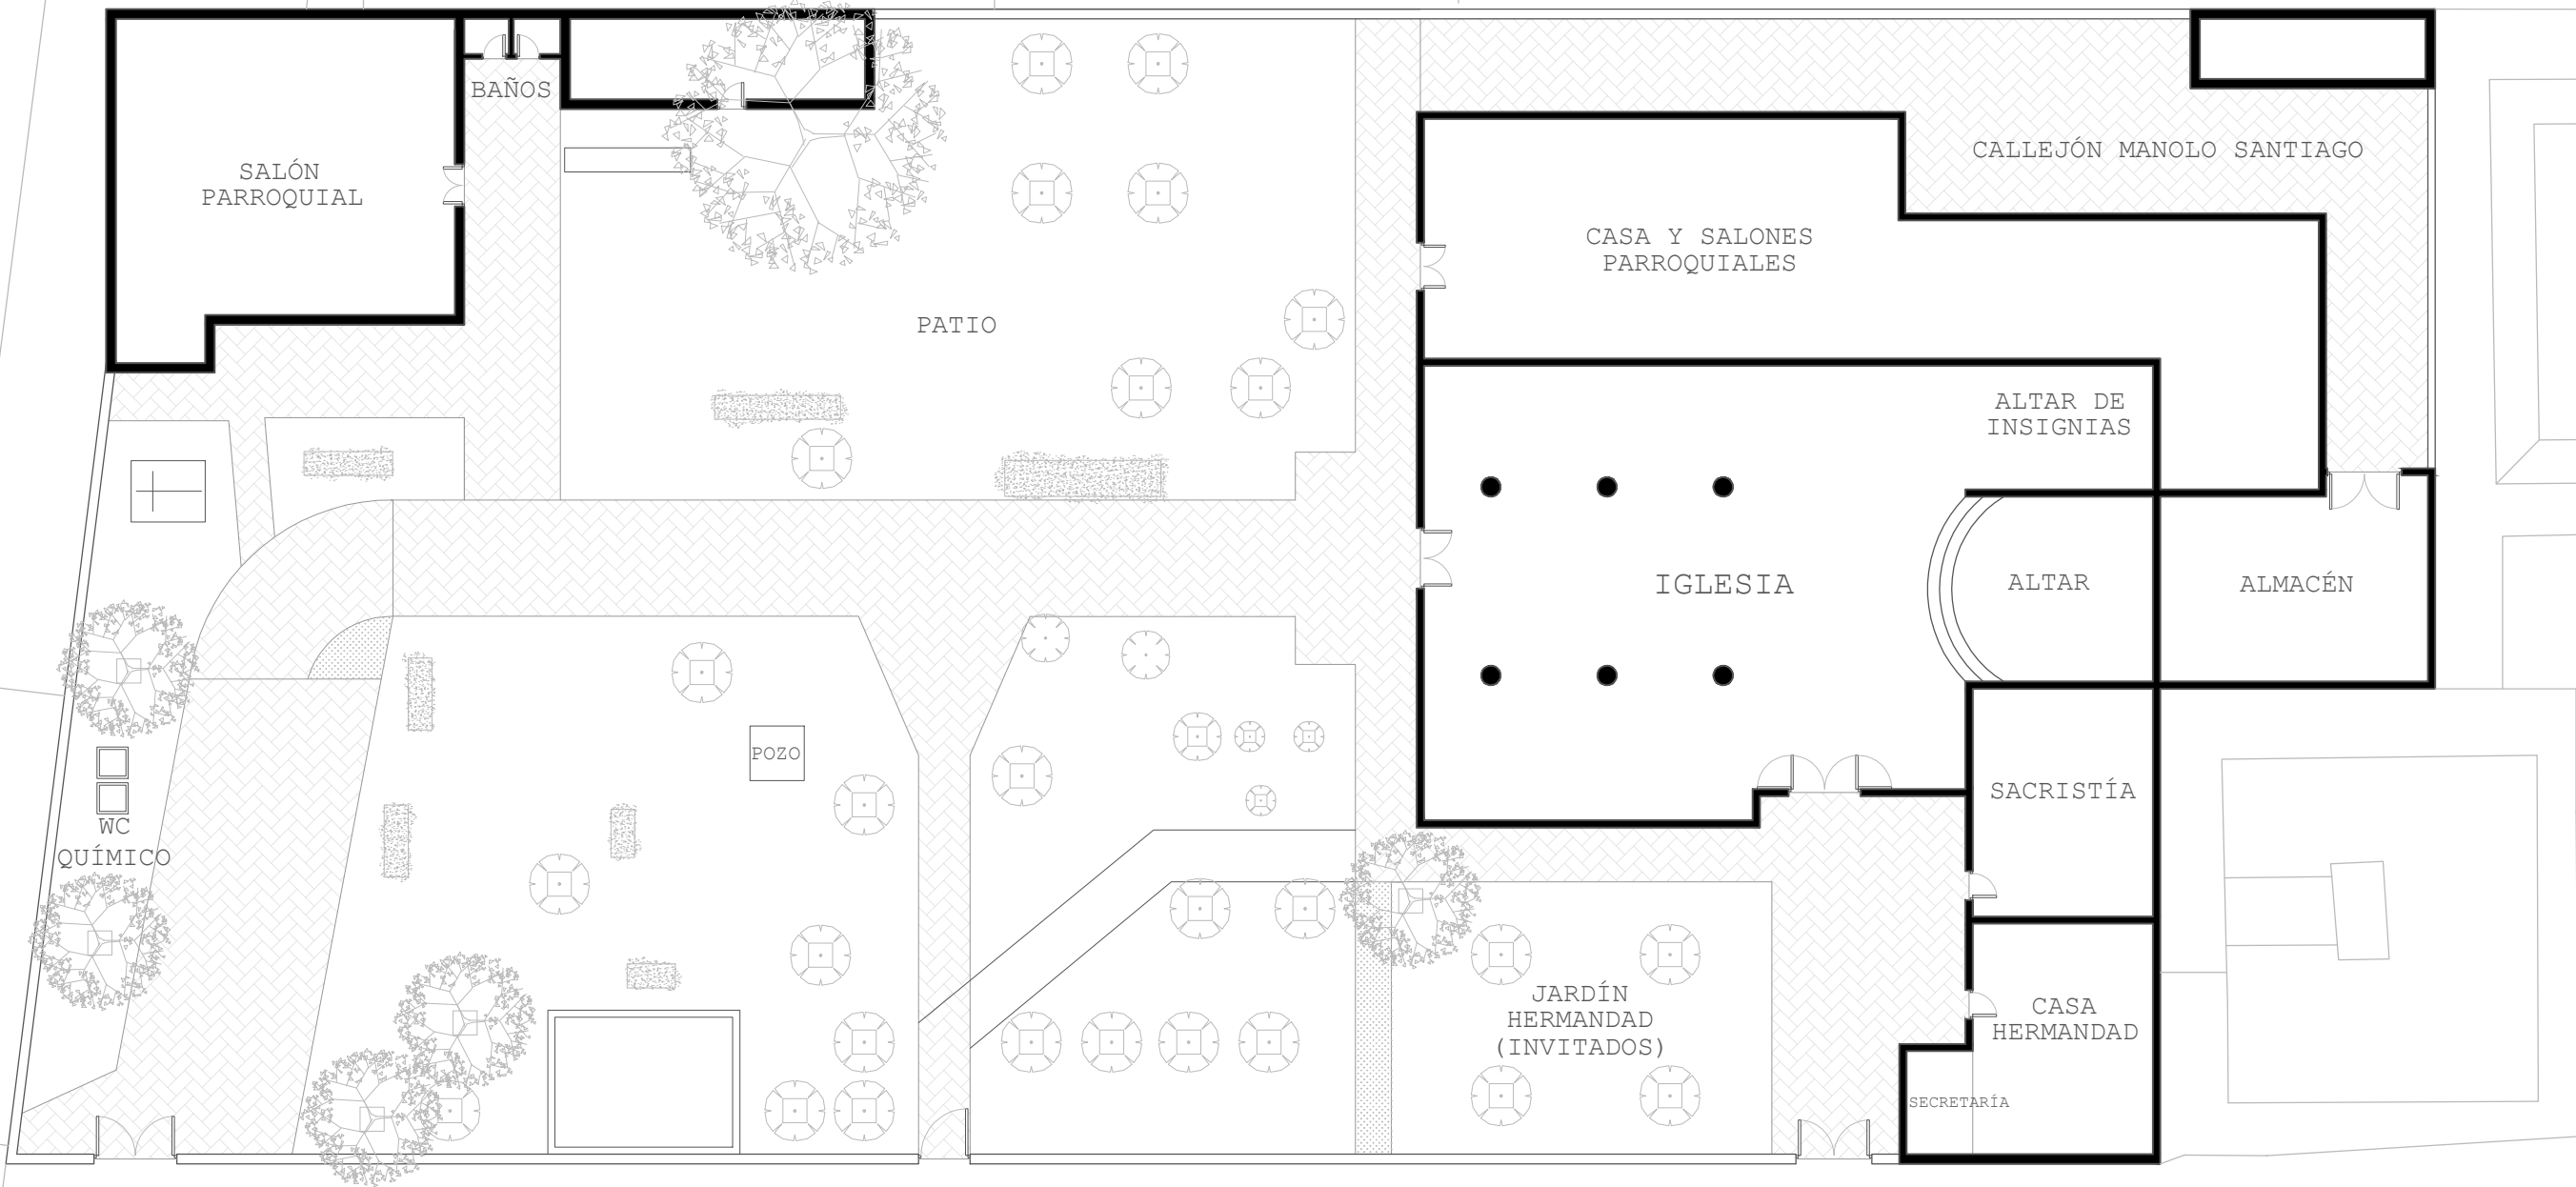 BAÑOS
SALÓN
PARROQUIAL
CALLEJÓN MANOLO SANTIAGO
CASA Y SALONES
PARROQUIALES
PATIO
ALTAR DE
INSIGNIAS
IGLESIA
ALTAR
ALMACÉN
POZO
SACRISTÍA
WC
QUÍMICO
JARDÍN
HERMANDAD
(INVITADOS)
CASA
HERMANDAD
SECRETARÍA